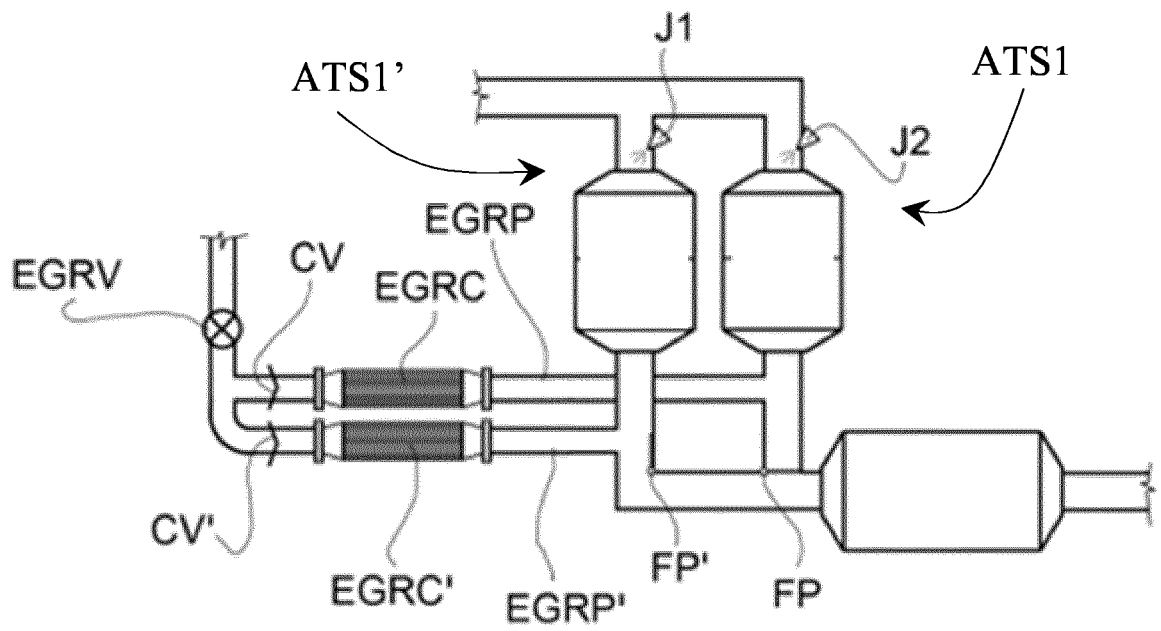 J1
ATS1’
ATS1
J2
EGRP
CV
EGRV
EGRC
CV'
FP'
EGRC'
FP
EGRP'